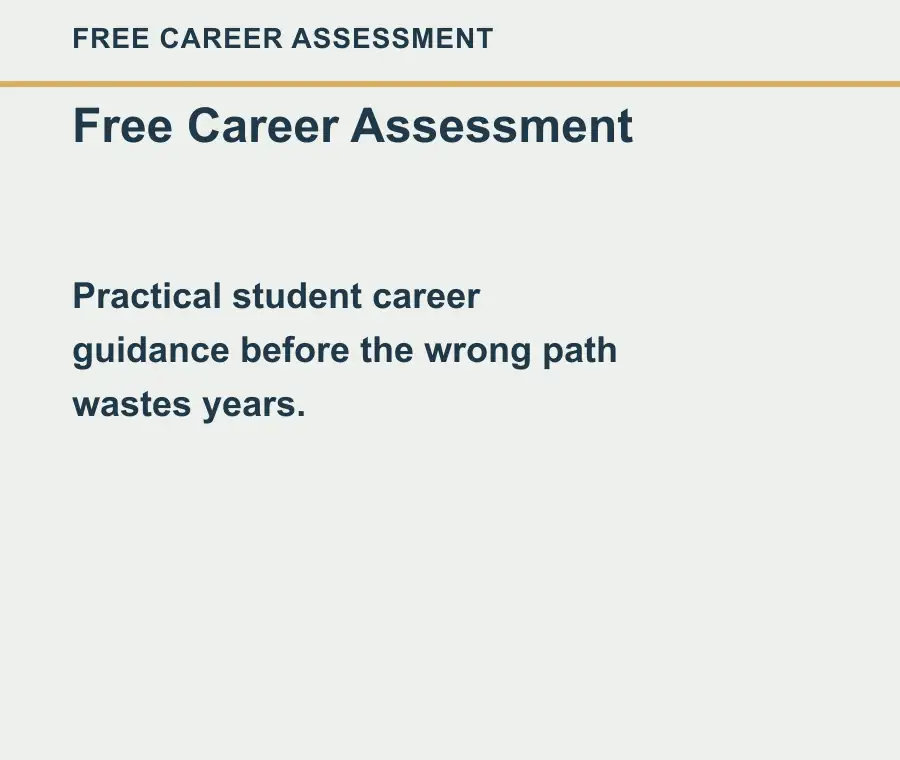 FREE CAREER ASSESSMENT
Free Career Assessment
Practical student career
guidance before the wrong path
wastes years.